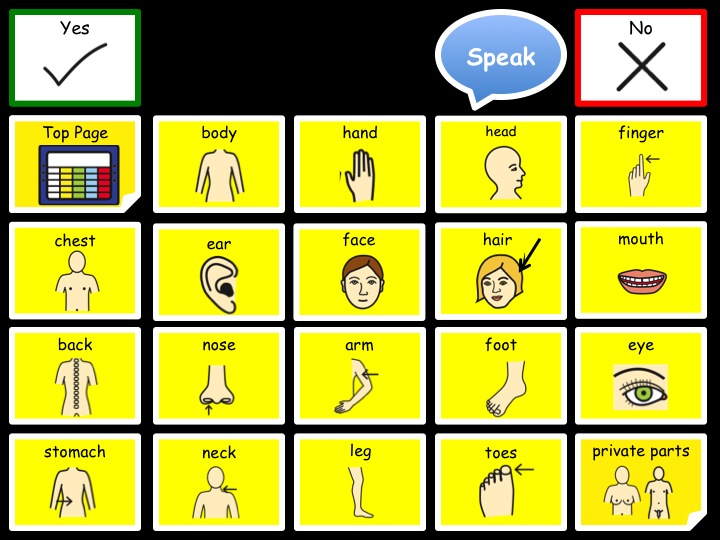 Yes
Speak
No
Top Page
body
hand
head
finger
chest
ear
face
hair
mouth
back
nose
arm
foot
eye
stomach
neck
leg
toes
private parts